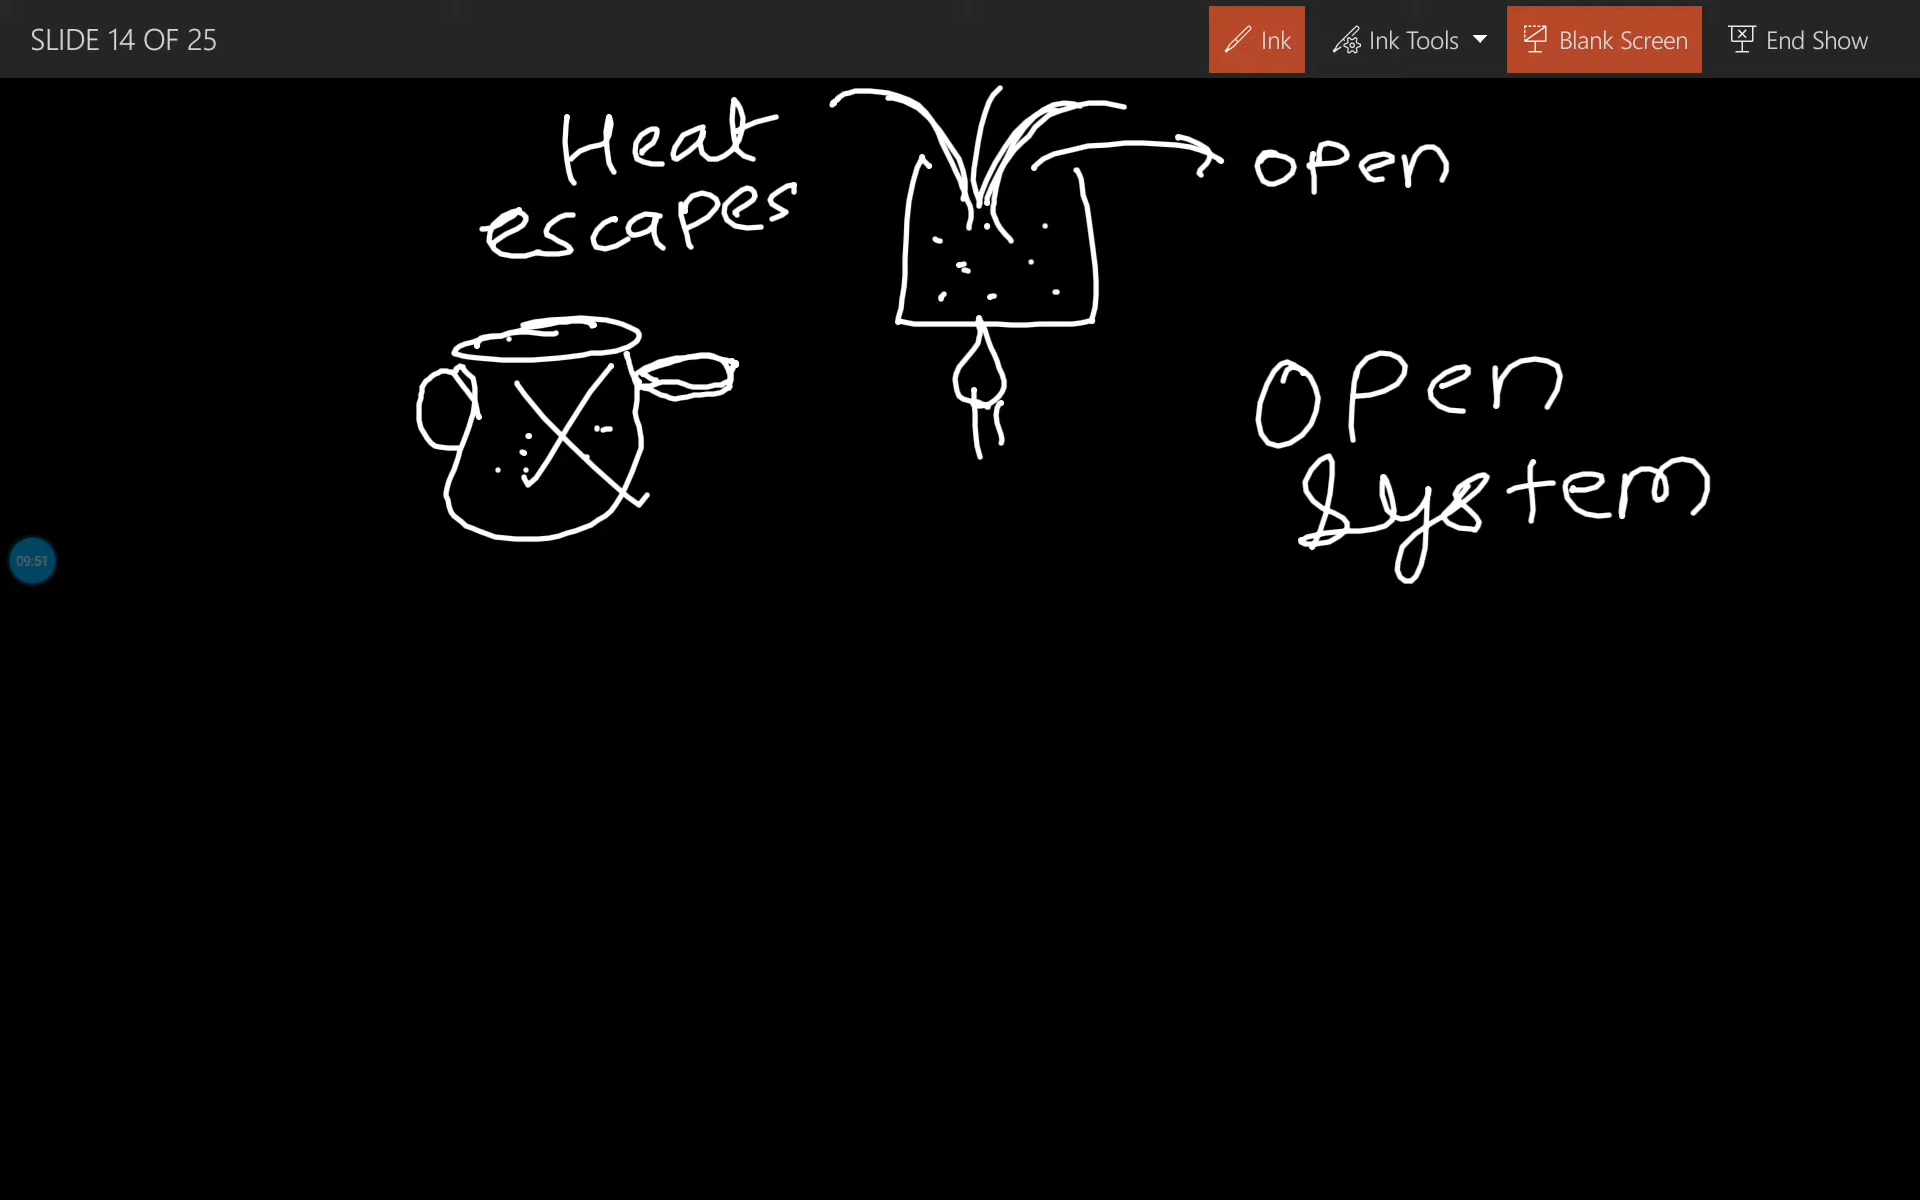 SLIDE 14 OF 25
Ink
Ink Tools
Blank Screen
End Show
Heat
escapes
open
open
system
09:51